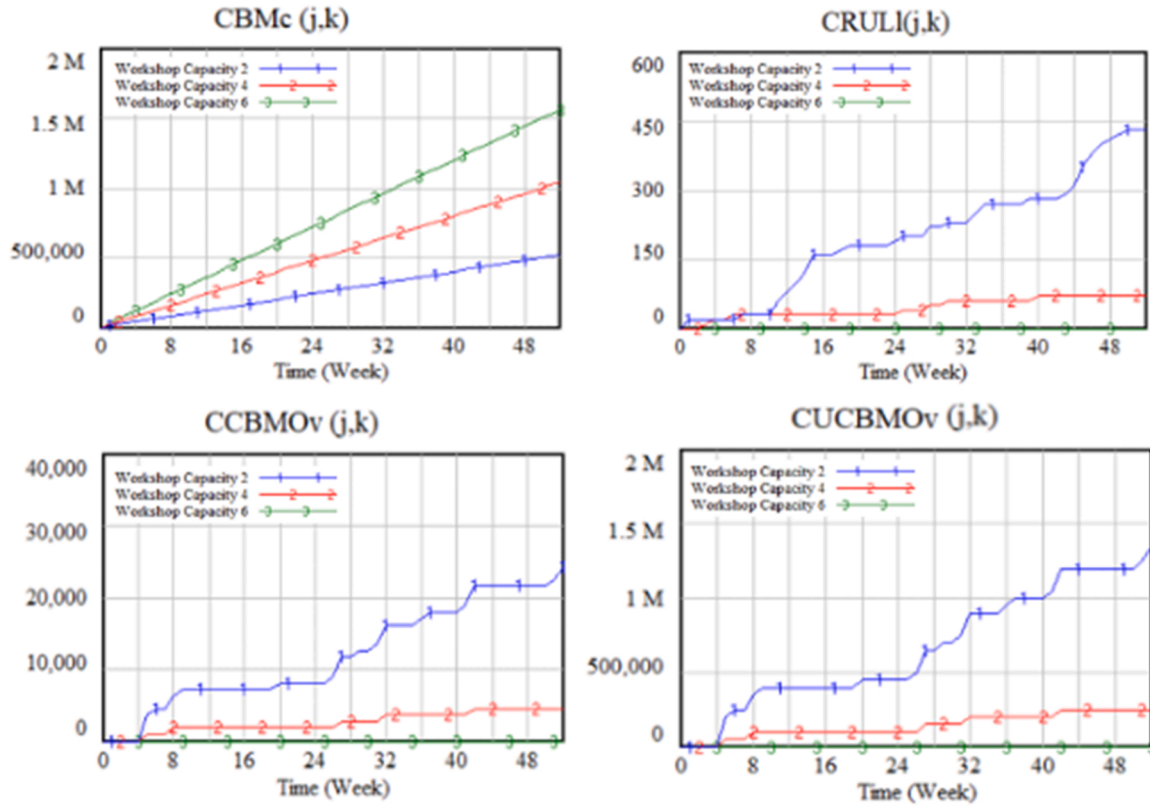 CBMc (j,k)
2 M
1.5 M
1 M
500,000
0
Workshop Capacity 2
Workshop Capacity 4
Workshop Capacity 6
0 8 16 24 32 40 48
Time (Week)
CRULl(j,k)
600
450
300
150
0
Workshop Capacity 2
Workshop Capacity 4
Workshop Capacity 6
0 8 16 24 32 40 48
Time (Week)
CCBMOv (j,k)
40,000
30,000
20,000
10,000
0
Workshop Capacity 2
Workshop Capacity 4
Workshop Capacity 6
0 8 16 24 32 40 48
Time (Week)
CUCBMOv (j,k)
2 M
1.5 M
1 M
500,000
0
Workshop Capacity 2
Workshop Capacity 4
Workshop Capacity 6
0 8 16 24 32 40 48
Time (Week)